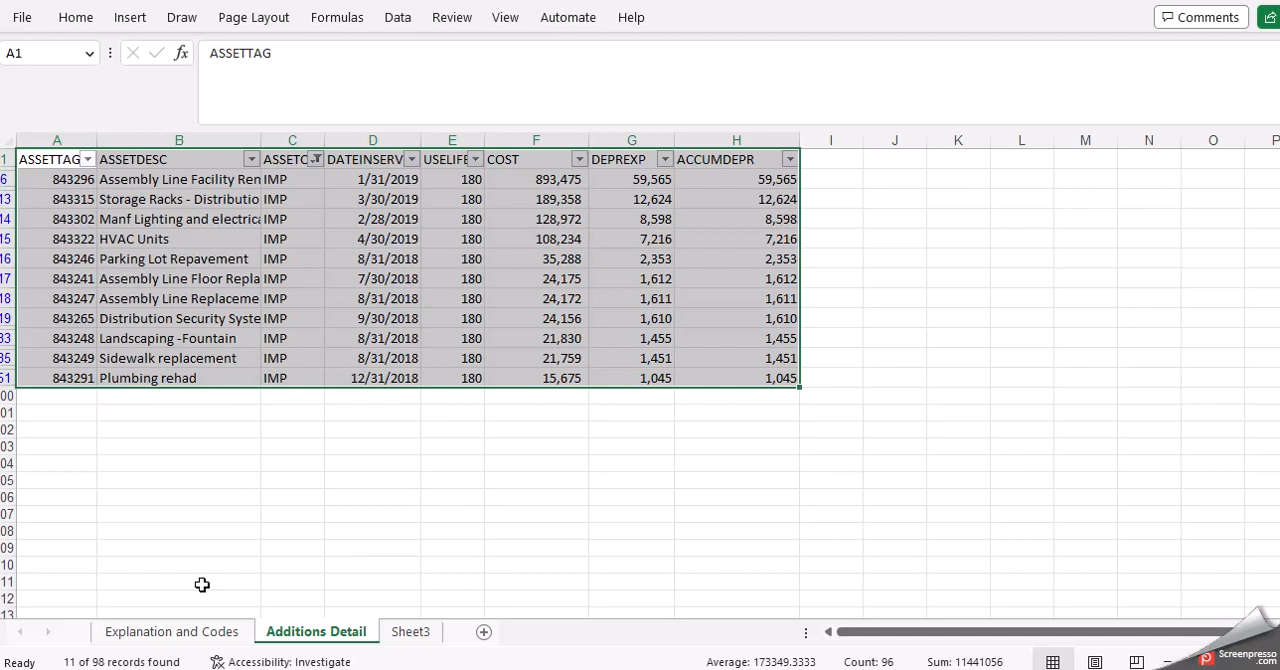 File Home Insert Draw Page Layout Formulas Data Review View Automate Help Comments
A1 fx ASSETTAG
A B C D E F G H I J K L M N O P
1 ASSETTAG ASSETDESC ASSETC DATEINSERV USELIFE COST DEPREXP ACCUMDEPR
6 843296 Assembly Line Facility Ren IMP 1/31/2019 180 893,475 59,565 59,565
13 843315 Storage Racks - Distributio IMP 3/30/2019 180 189,358 12,624 12,624
14 843302 Manf Lighting and electrica IMP 2/28/2019 180 128,972 8,598 8,598
15 843322 HVAC Units IMP 4/30/2019 180 108,234 7,216 7,216
16 843246 Parking Lot Repavement IMP 8/31/2018 180 35,288 2,353 2,353
17 843241 Assembly Line Floor Repla IMP 7/30/2018 180 24,175 1,612 1,612
18 843247 Assembly Line Replaceme IMP 8/31/2018 180 24,172 1,611 1,611
19 843265 Distribution Security Syste IMP 9/30/2018 180 24,156 1,610 1,610
33 843248 Landscaping -Fountain IMP 8/31/2018 180 21,830 1,455 1,455
35 843249 Sidewalk replacement IMP 8/31/2018 180 21,759 1,451 1,451
51 843291 Plumbing rehad IMP 12/31/2018 180 15,675 1,045 1,045
00
01
02
03
04
05
06
07
08
09
10
11
12
13
Explanation and Codes Additions Detail Sheet3
Ready 11 of 98 records found Accessibility: Investigate Average: 173349.3333 Count: 96 Sum: 11441056
Screenpresso
.com